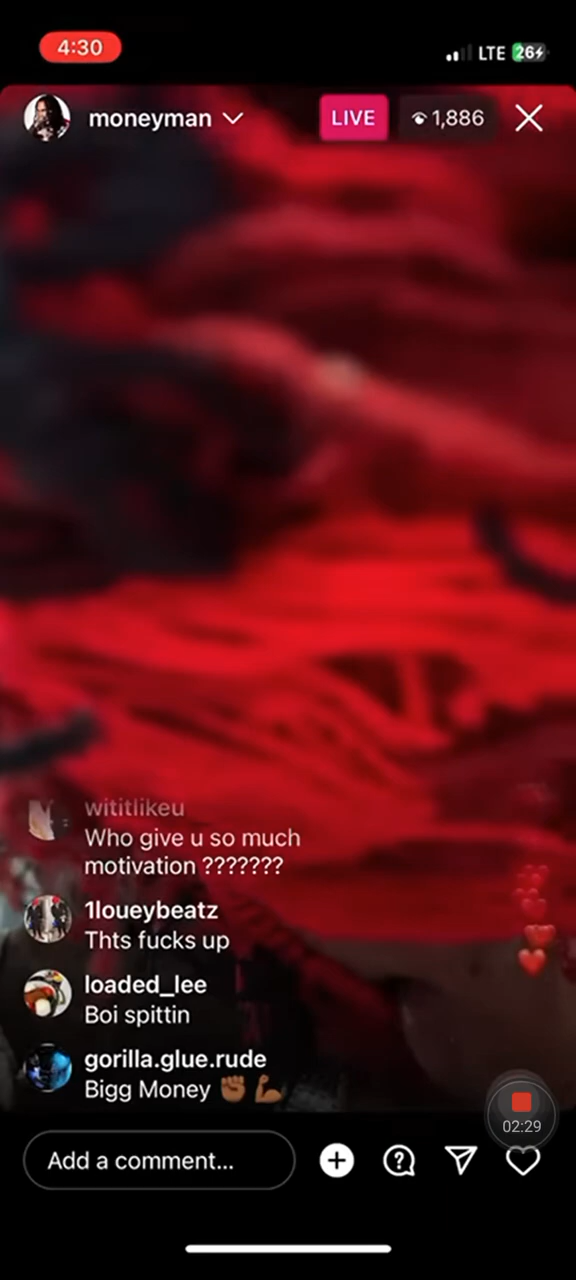 4:30
LTE 26
moneyman
LIVE
1,886
wititlikeu
Who give u so much
motivation ???????
1loueybeatz
Thts fucks up
loaded_lee
Boi spittin
gorilla.glue.rude
Bigg Money ✊🏾💪🏾
02:29
Add a comment...